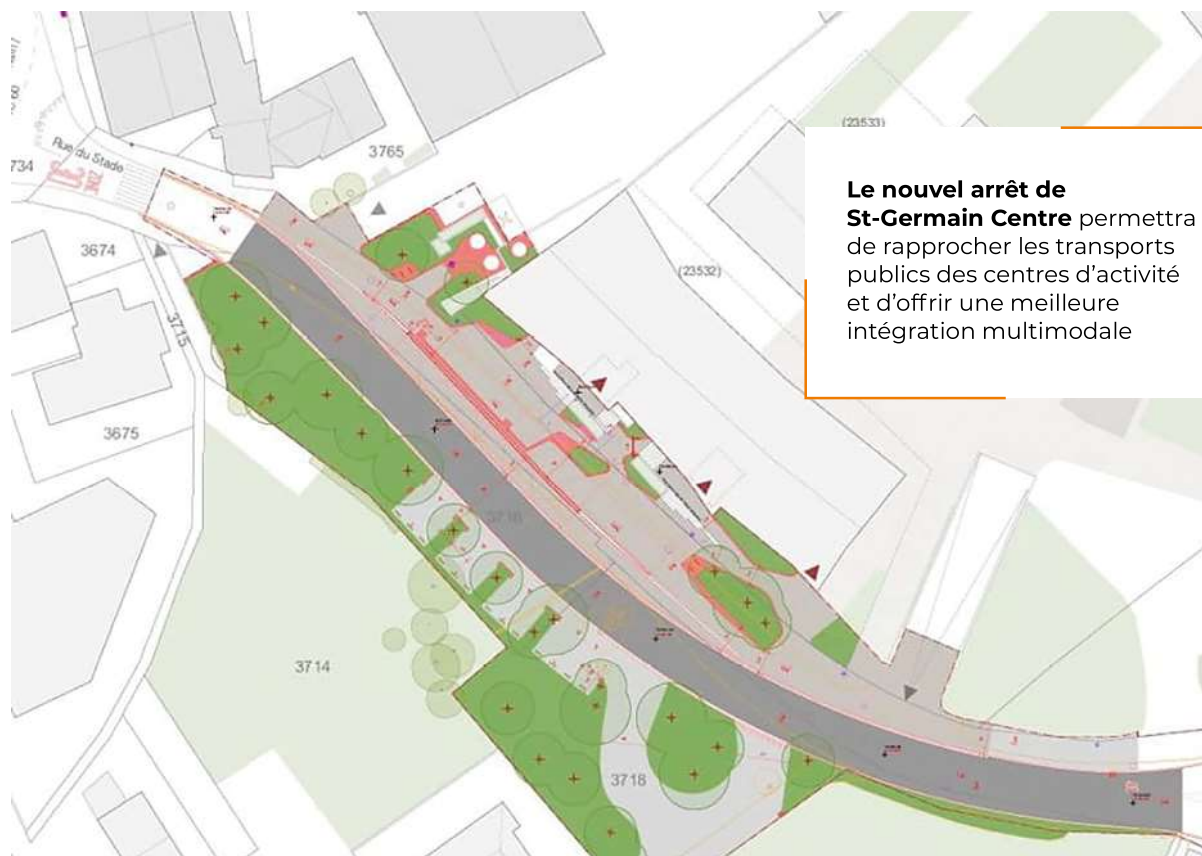 (23533)
Rue du Stade
3765
734
Le nouvel arrêt de
St-Germain Centre permettra
de rapprocher les transports
publics des centres d’activité
et d’offrir une meilleure
intégration multimodale
3674
(23532)
3715
3675
3716
3714
3718